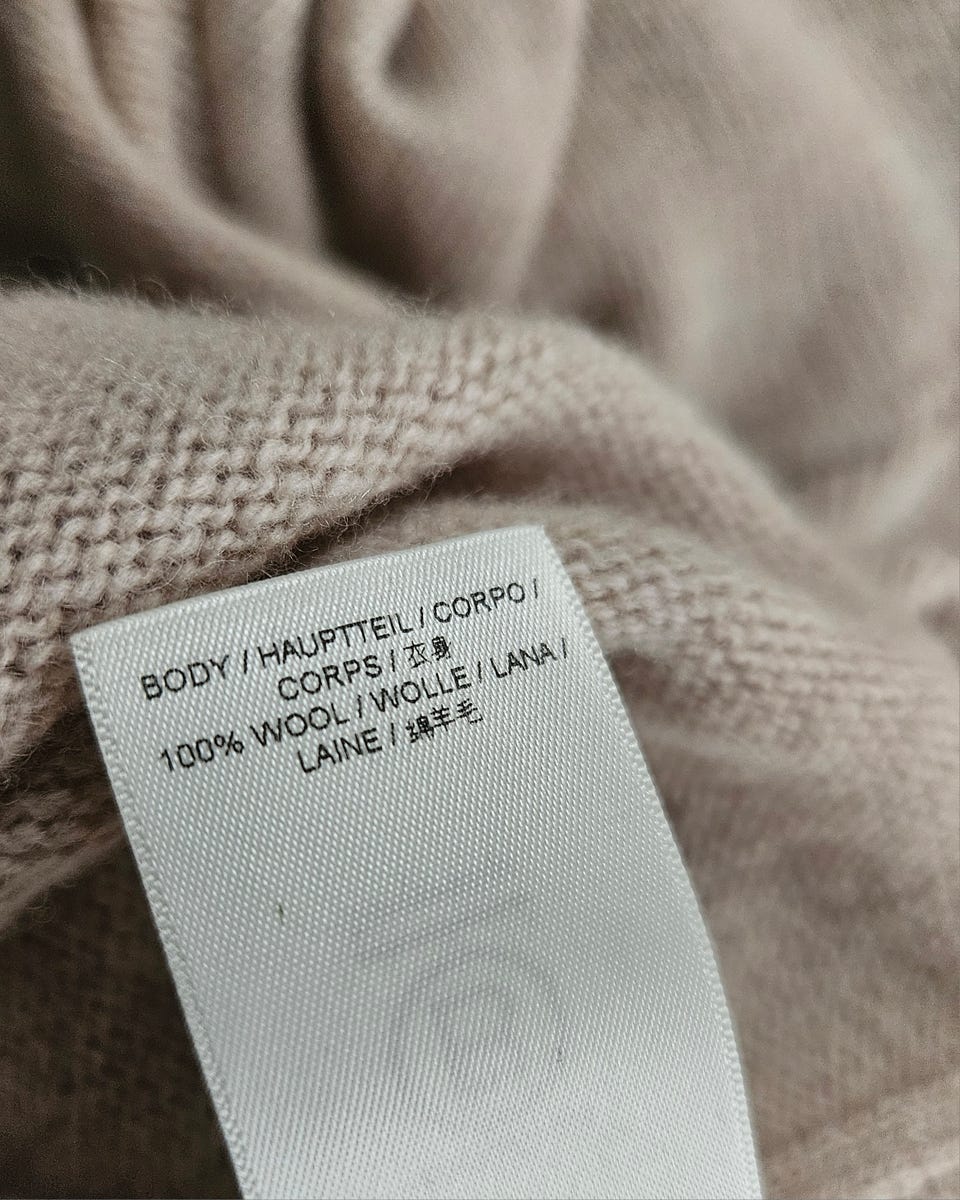 BODY / HAUPTTEIL / CORPO /
CORPS / 衣身
100% WOOL / WOLLE / LANA /
LAINE / 绵羊毛